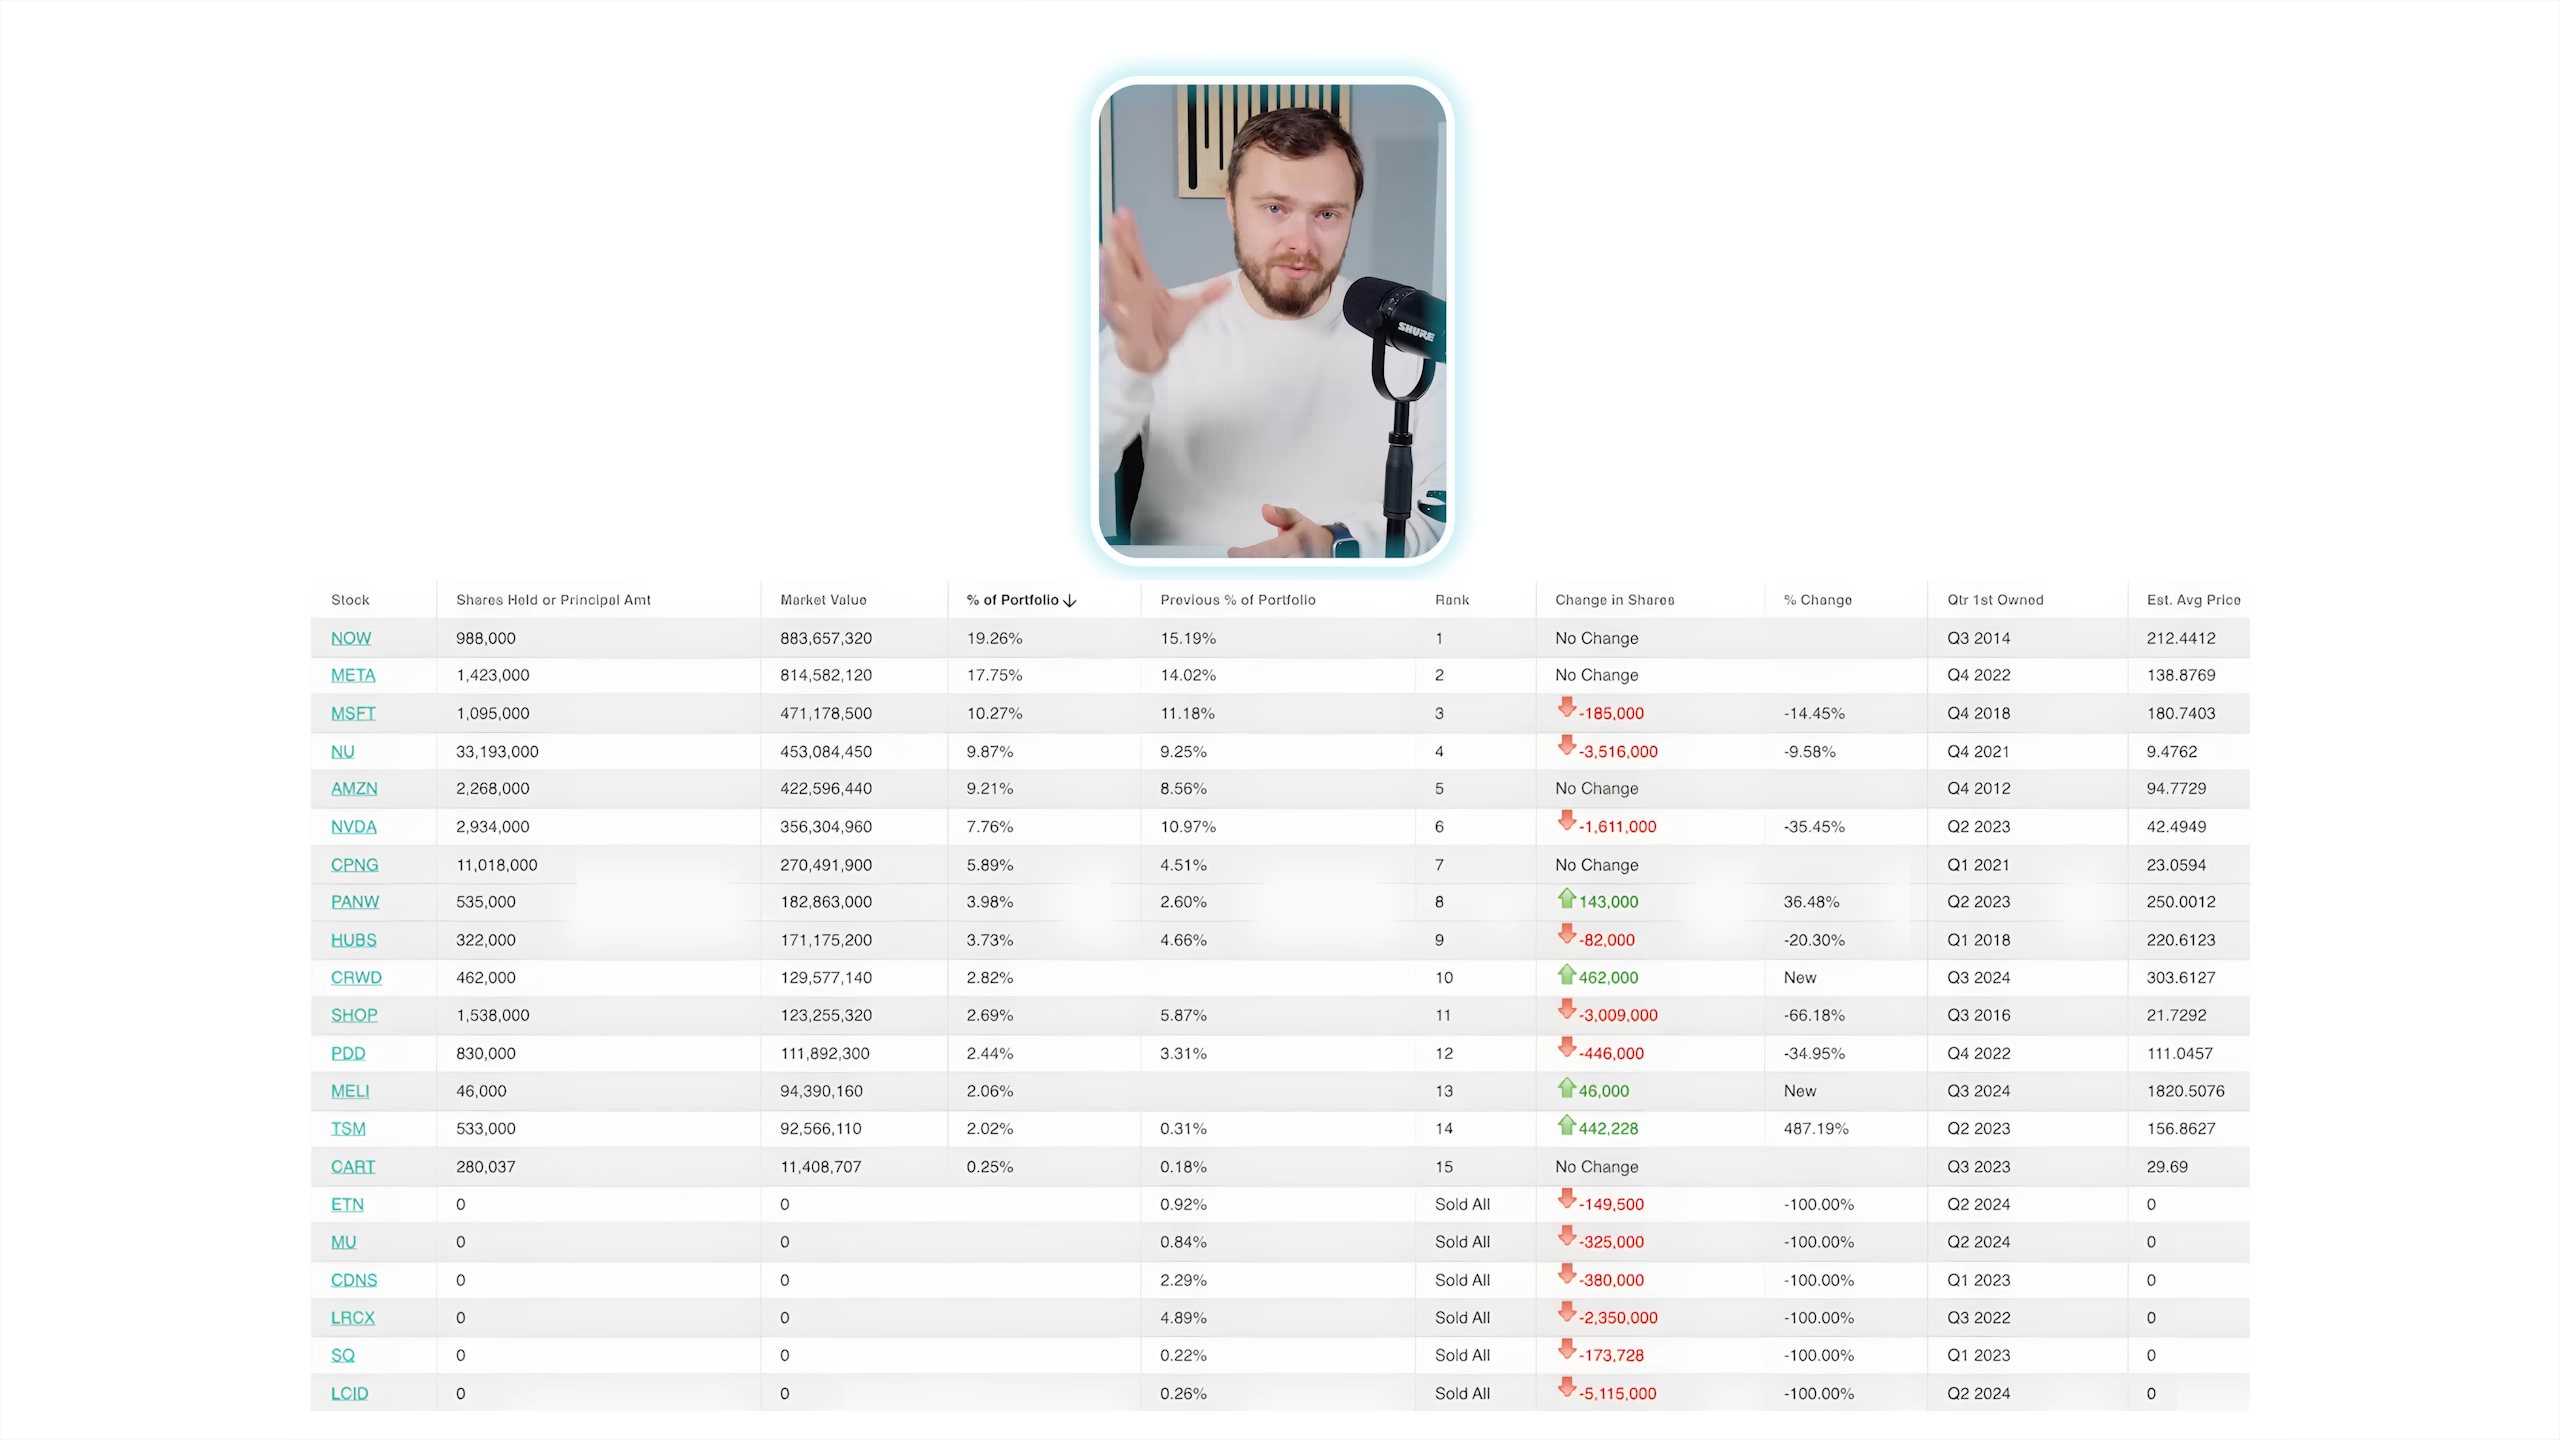 SHURE
Stock Shares Held or Principal Amt Market Value % of Portfolio ↓ Previous % of Portfolio Rank Change in Shares % Change Qtr 1st Owned Est. Avg Price
NOW 988,000 883,657,320 19.26% 15.19% 1 No Change Q3 2014 212.4412
META 1,423,000 814,582,120 17.75% 14.02% 2 No Change Q4 2022 138.8769
MSFT 1,095,000 471,178,500 10.27% 11.18% 3 -185,000 -14.45% Q4 2018 180.7403
NU 33,193,000 453,084,450 9.87% 9.25% 4 -3,516,000 -9.58% Q4 2021 9.4762
AMZN 2,268,000 422,596,440 9.21% 8.56% 5 No Change Q4 2012 94.7729
NVDA 2,934,000 356,304,960 7.76% 10.97% 6 -1,611,000 -35.45% Q2 2023 42.4949
CPNG 11,018,000 270,491,900 5.89% 4.51% 7 No Change Q1 2021 23.0594
PANW 535,000 182,863,000 3.98% 2.60% 8 143,000 36.48% Q2 2023 250.0012
HUBS 322,000 171,175,200 3.73% 4.66% 9 -82,000 -20.30% Q1 2018 220.6123
CRWD 462,000 129,577,140 2.82% 10 462,000 New Q3 2024 303.6127
SHOP 1,538,000 123,255,320 2.69% 5.87% 11 -3,009,000 -66.18% Q3 2016 21.7292
PDD 830,000 111,892,300 2.44% 3.31% 12 -446,000 -34.95% Q4 2022 111.0457
MELI 46,000 94,390,160 2.06% 13 46,000 New Q3 2024 1820.5076
TSM 533,000 92,566,110 2.02% 0.31% 14 442,228 487.19% Q2 2023 156.8627
CART 280,037 11,408,707 0.25% 0.18% 15 No Change Q3 2023 29.69
ETN 0 0 0.92% Sold All -149,500 -100.00% Q2 2024 0
MU 0 0 0.84% Sold All -325,000 -100.00% Q2 2024 0
CDNS 0 0 2.29% Sold All -380,000 -100.00% Q1 2023 0
LRCX 0 0 4.89% Sold All -2,350,000 -100.00% Q3 2022 0
SQ 0 0 0.22% Sold All -173,728 -100.00% Q1 2023 0
LCID 0 0 0.26% Sold All -5,115,000 -100.00% Q2 2024 0